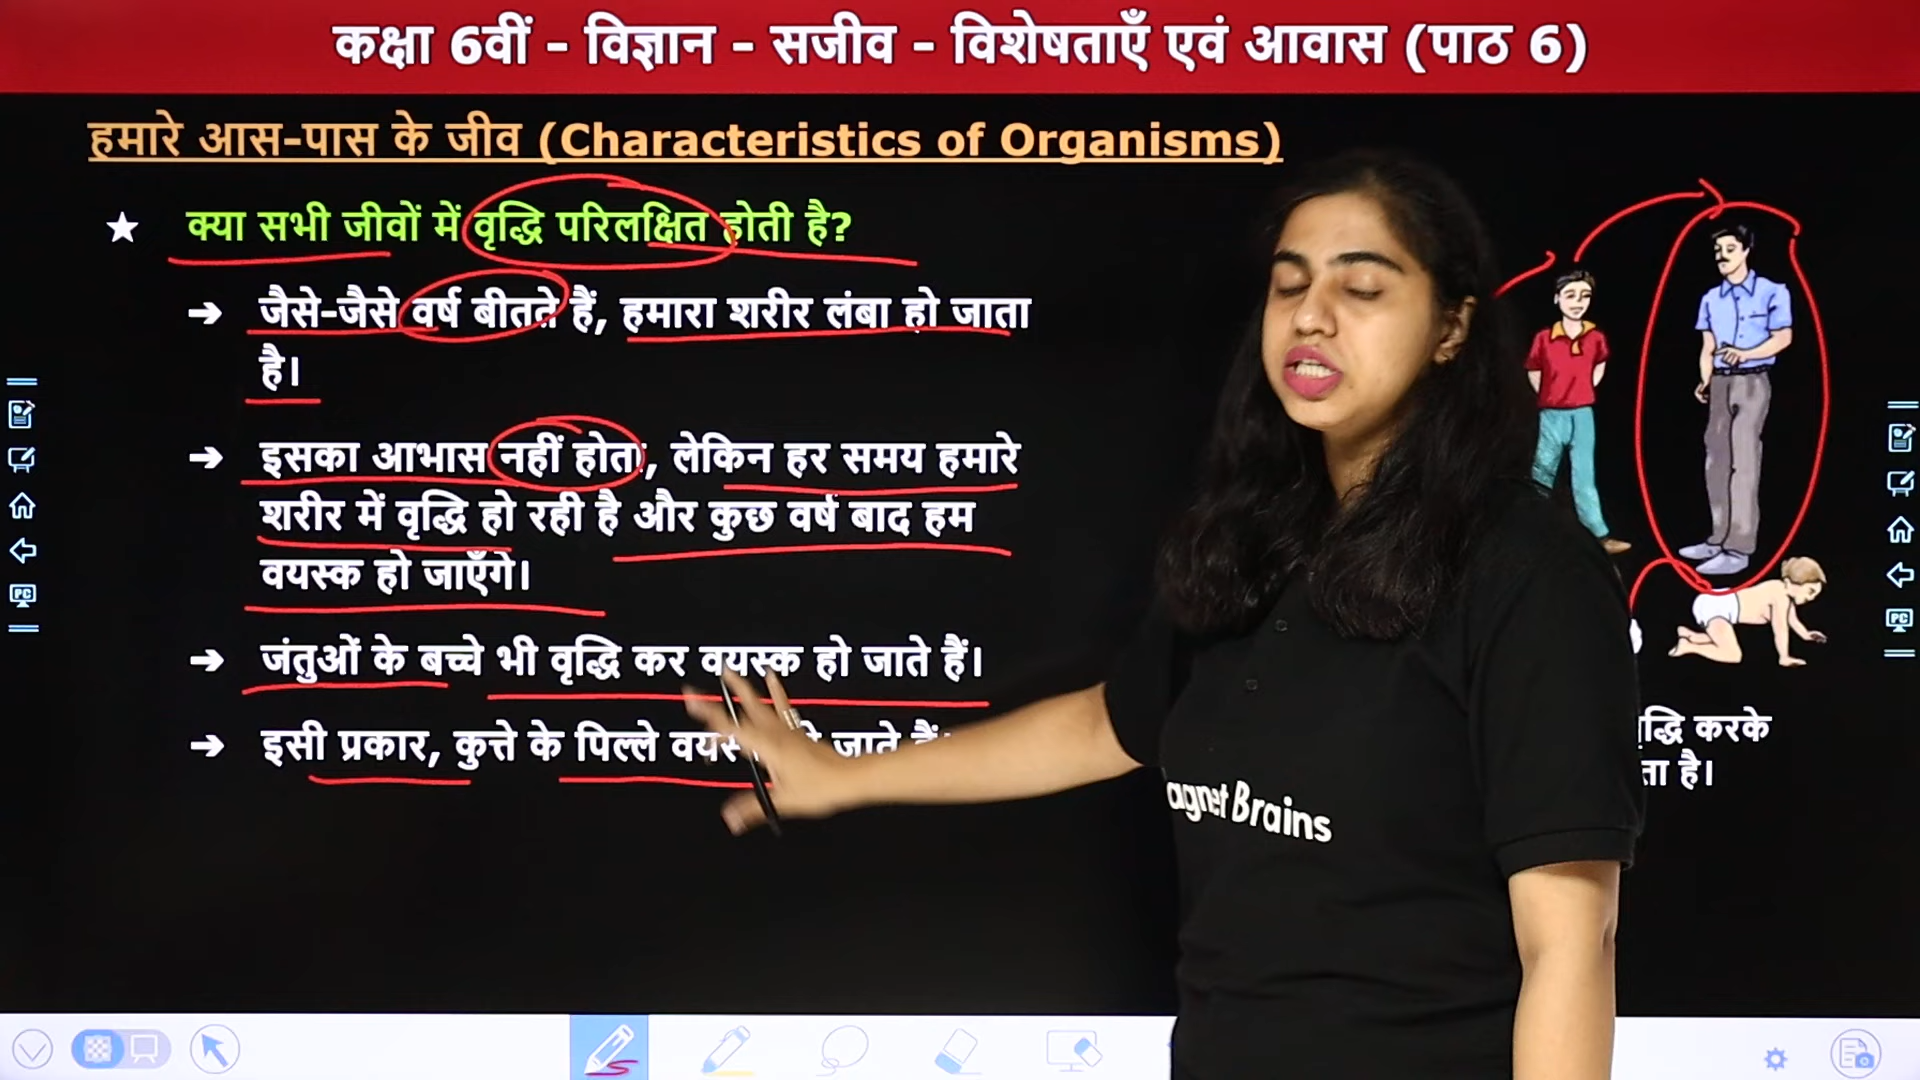 कक्षा 6वीं - विज्ञान - सजीव - विशेषताएँ एवं आवास (पाठ 6)
हमारे आस-पास के जीव (Characteristics of Organisms)
★ क्या सभी जीवों में वृद्धि परिलक्षित होती है?
➔ जैसे-जैसे वर्ष बीतते हैं, हमारा शरीर लंबा हो जाता
है।
➔ इसका आभास नहीं होता, लेकिन हर समय हमारे
शरीर में वृद्धि हो रही है और कुछ वर्ष बाद हम
वयस्क हो जाएँगे।
➔ जंतुओं के बच्चे भी वृद्धि कर वयस्क हो जाते हैं।
➔ इसी प्रकार, कुत्ते के पिल्ले जाते
करके
है।
Brains
PC
PC